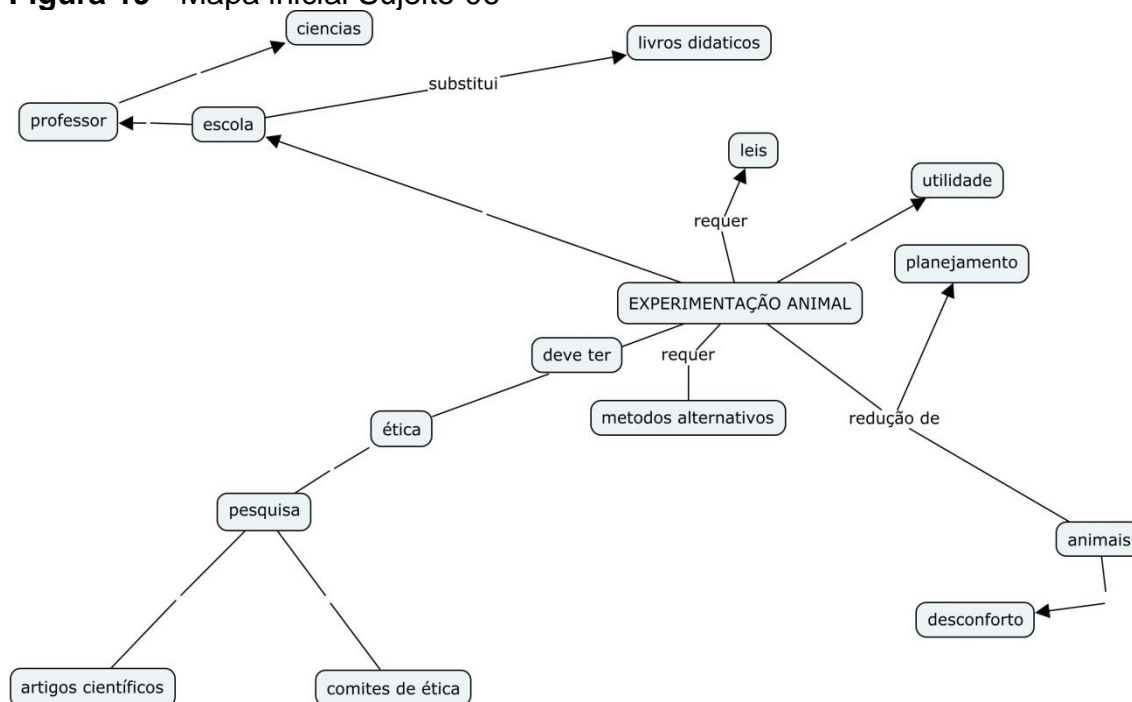 Figura
Mapa Inicial Sujeito
ciencias
livros didaticos
substitui
professor
escola
leis
utilidade
requer
planejamento
EXPERIMENTAÇÃO ANIMAL
deve ter
requer
metodos alternativos
redução de
ética
pesquisa
animais
desconforto
artigos científicos
comites de ética